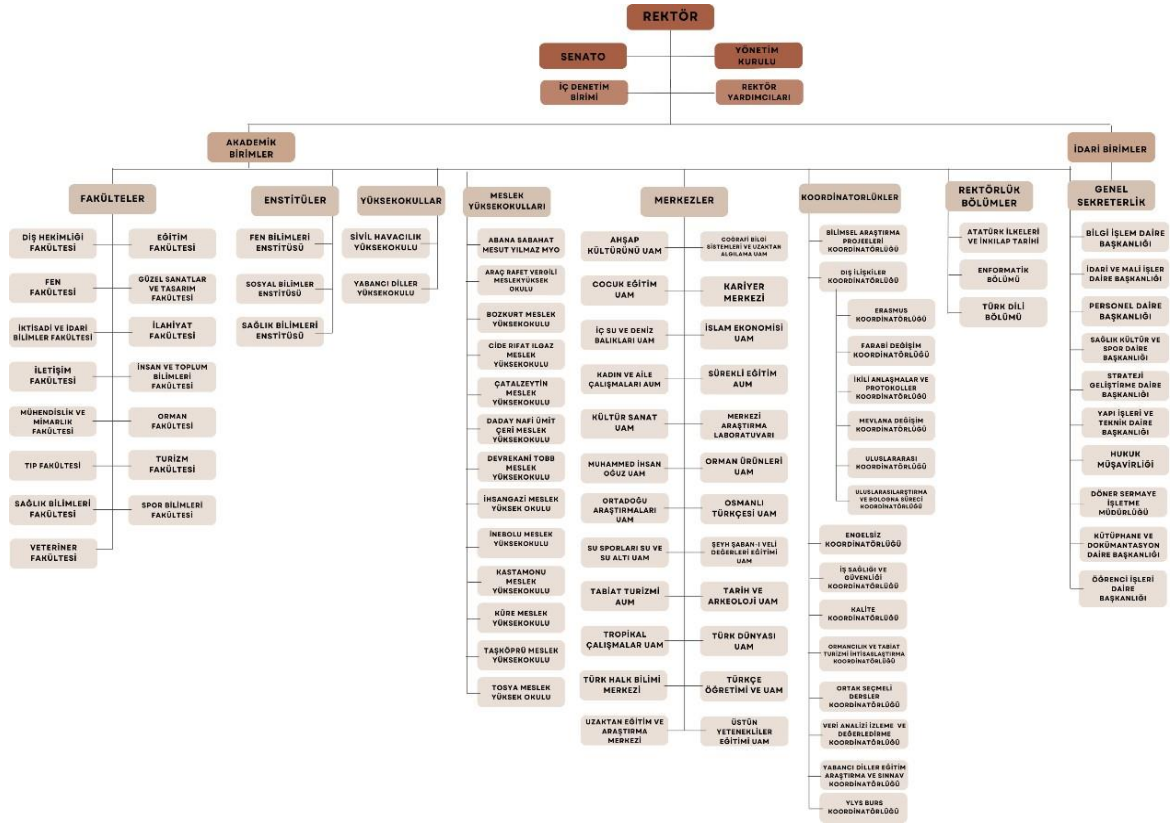 REKTÖR
SENATO
YÖNETİM
KURULU
İÇ DENETİM
BİRİMİ
REKTÖR
YARDIMCILARI
AKADEMİK
BİRİMLER
İDARİ BİRİMLER
FAKÜLTELER
DİŞ HEKİMLİĞİ
FAKÜLTESİ
EĞİTİM
FAKÜLTESİ
FEN
FAKÜLTESİ
GÜZEL SANATLAR
VE TASARIM
FAKÜLTESİ
İKTİSADİ VE İDARİ
BİLİMLER FAKÜLTESİ
İLAHİYAT
FAKÜLTESİ
İLETİŞİM
FAKÜLTESİ
İNSAN VE TOPLUM
BİLİMLERİ
FAKÜLTESİ
MÜHENDİSLİK VE
MİMARLIK
FAKÜLTESİ
ORMAN
FAKÜLTESİ
TIP FAKÜLTESİ
TURİZM
FAKÜLTESİ
SAĞLIK BİLİMLERİ
FAKÜLTESİ
SPOR BİLİMLERİ
FAKÜLTESİ
VETERİNER
FAKÜLTESİ
ENSTİTÜLER
FEN BİLİMLERİ
ENSTİTÜSÜ
SOSYAL BİLİMLER
ENSTİTÜSÜ
SAĞLIK BİLİMLERİ
ENSTİTÜSÜ
YÜKSEKOKULLAR
SİVİL HAVACILIK
YÜKSEKOKULU
YABANCI DİLLER
YÜKSEKOKULU
MESLEK
YÜKSEKOKULLARI
ABANA SABAHAT
MESUT YILMAZ MYO
ARAÇ RAFET VERGİLİ
MESLEKYÜKSEK
OKULU
BOZKURT MESLEK
YÜKSEKOKULU
CİDE RIFAT ILGAZ
MESLEK
YÜKSEKOKULU
ÇATALZEYTİN
MESLEK
YÜKSEKOKULU
DADAY NAFİ ÜMİT
ÇERİ MESLEK
YÜKSEKOKULU
DEVREKANİ TOBB
MESLEK
YÜKSEKOKULU
İHSANGAZİ MESLEK
YÜKSEK OKULU
İNEBOLU MESLEK
YÜKSEKOKULU
KASTAMONU
MESLEK
YÜKSEKOKULU
KÜRE MESLEK
YÜKSEKOKULU
TAŞKÖPRÜ MESLEK
YÜKSEKOKULU
TOSYA MESLEK
YÜKSEK OKULU
MERKEZLER
AHŞAP
KÜLTÜRÜNÜ UAM
COĞRAFİ BİLGİ
SİSTEMLERİ VE UZAKTAN
ALGILAMA UAM
COCUK EĞİTİM
UAM
KARİYER
MERKEZİ
İÇ SU VE DENİZ
BALIKLARI UAM
İSLAM EKONOMİSİ
UAM
KADIN VE AİLE
ÇALIŞMALARI AUM
SÜREKLİ EĞİTİM
AUM
KÜLTÜR SANAT
UAM
MERKEZİ
ARAŞTIRMA
LABORATUVARI
MUHAMMED İHSAN
OĞUZ UAM
ORMAN ÜRÜNLERİ
UAM
ORTADOĞU
ARAŞTIRMALARI
UAM
OSMANLI
TÜRKÇESİ UAM
SU SPORLARI SU VE
SU ALTI UAM
ŞEYH ŞABAN-I VELİ
DEĞERLERİ EĞİTİMİ
UAM
TABİAT TURİZMİ
AUM
TARİH VE
ARKEOLOJİ UAM
TROPİKAL
ÇALIŞMALAR UAM
TÜRK DÜNYASI
UAM
TÜRK HALK BİLİMİ
MERKEZİ
TÜRKÇE
ÖĞRETİMİ VE UAM
UZAKTAN EĞİTİM VE
ARAŞTIRMA
MERKEZİ
ÜSTÜN
YETENEKLİLER
EĞİTİMİ UAM
KOORDİNATORLÜKLER
BİLİMSEL ARAŞTIRMA
PROJEELERİ
KOORDİNATÖRLÜĞÜ
DIŞ İLİŞKİLER
KOORDİNATÖRLÜĞÜ
ERASMUS
KOORDİNATÖRLÜĞÜ
FARABİ DEĞİŞİM
KOORDİNATÖRLÜĞÜ
İKİLİ ANLAŞMALAR VE
PROTOKOLLER
KOORDİNATÖRLÜĞÜ
MEVLANA DEĞİŞİM
KOORDİNATÖRLÜĞÜ
ULUSLARARASI
KOORDİNATÖRLÜĞÜ
ULUSLARASILARŞTIRMA
VE BOLOGNA SÜRECİ
KOORDİNATÖRLÜĞÜ
ENGELSİZ
KOORDİNATÖRLÜĞÜ
İŞ SAĞLIĞI VE
GÜVENLİĞİ
KOORDİNATÖRLÜĞÜ
KALİTE
KOORDİNATÖRLÜĞÜ
ORMANCILIK VE TABİAT
TURİZMİ İHTİSASLAŞTIRMA
KOORDİNATÖRLÜĞÜ
ORTAK SEÇMELİ
DERSLER
KOORDİNATÖRLÜĞÜ
VERİ ANALİZİ İZLEME VE
DEĞERLEDİRME
KOORDİNATÖRLÜĞÜ
YABANCI DİLLER EĞİTİM
ARAŞTIRMA VE SINNAV
KOORDİNATÖRLÜĞÜ
YLYS BURS
KOORDİNATÖRLÜĞÜ
REKTÖRLÜK
BÖLÜMLER
ATATÜRK İLKELERİ
VE İNKILAP TARİHİ
ENFORMATİK
BÖLÜMÜ
TÜRK DİLİ
BÖLÜMÜ
GENEL
SEKRETERLİK
BİLGİ İŞLEM DAİRE
BAŞKANLIĞI
İDARİ VE MALİ İŞLER
DAİRE BAŞKANLIĞI
PERSONEL DAİRE
BAŞKANLIĞI
SAĞLIK KÜLTÜR VE
SPOR DAİRE
BAŞKANLIĞI
STRATEJİ
GELİŞTİRME DAİRE
BAŞKANLIĞI
YAPI İŞLERİ VE
TEKNİK DAİRE
BAŞKANLIĞI
HUKUK
MÜŞAVİRLİĞİ
DÖNER SERMAYE
İŞLETME
MÜDÜRLÜĞÜ
KÜTÜPHANE VE
DOKÜMANTASYON
DAİRE BAŞKANLIĞI
ÖĞRENCİ İŞLERİ
DAİRE
BAŞKANLIĞI